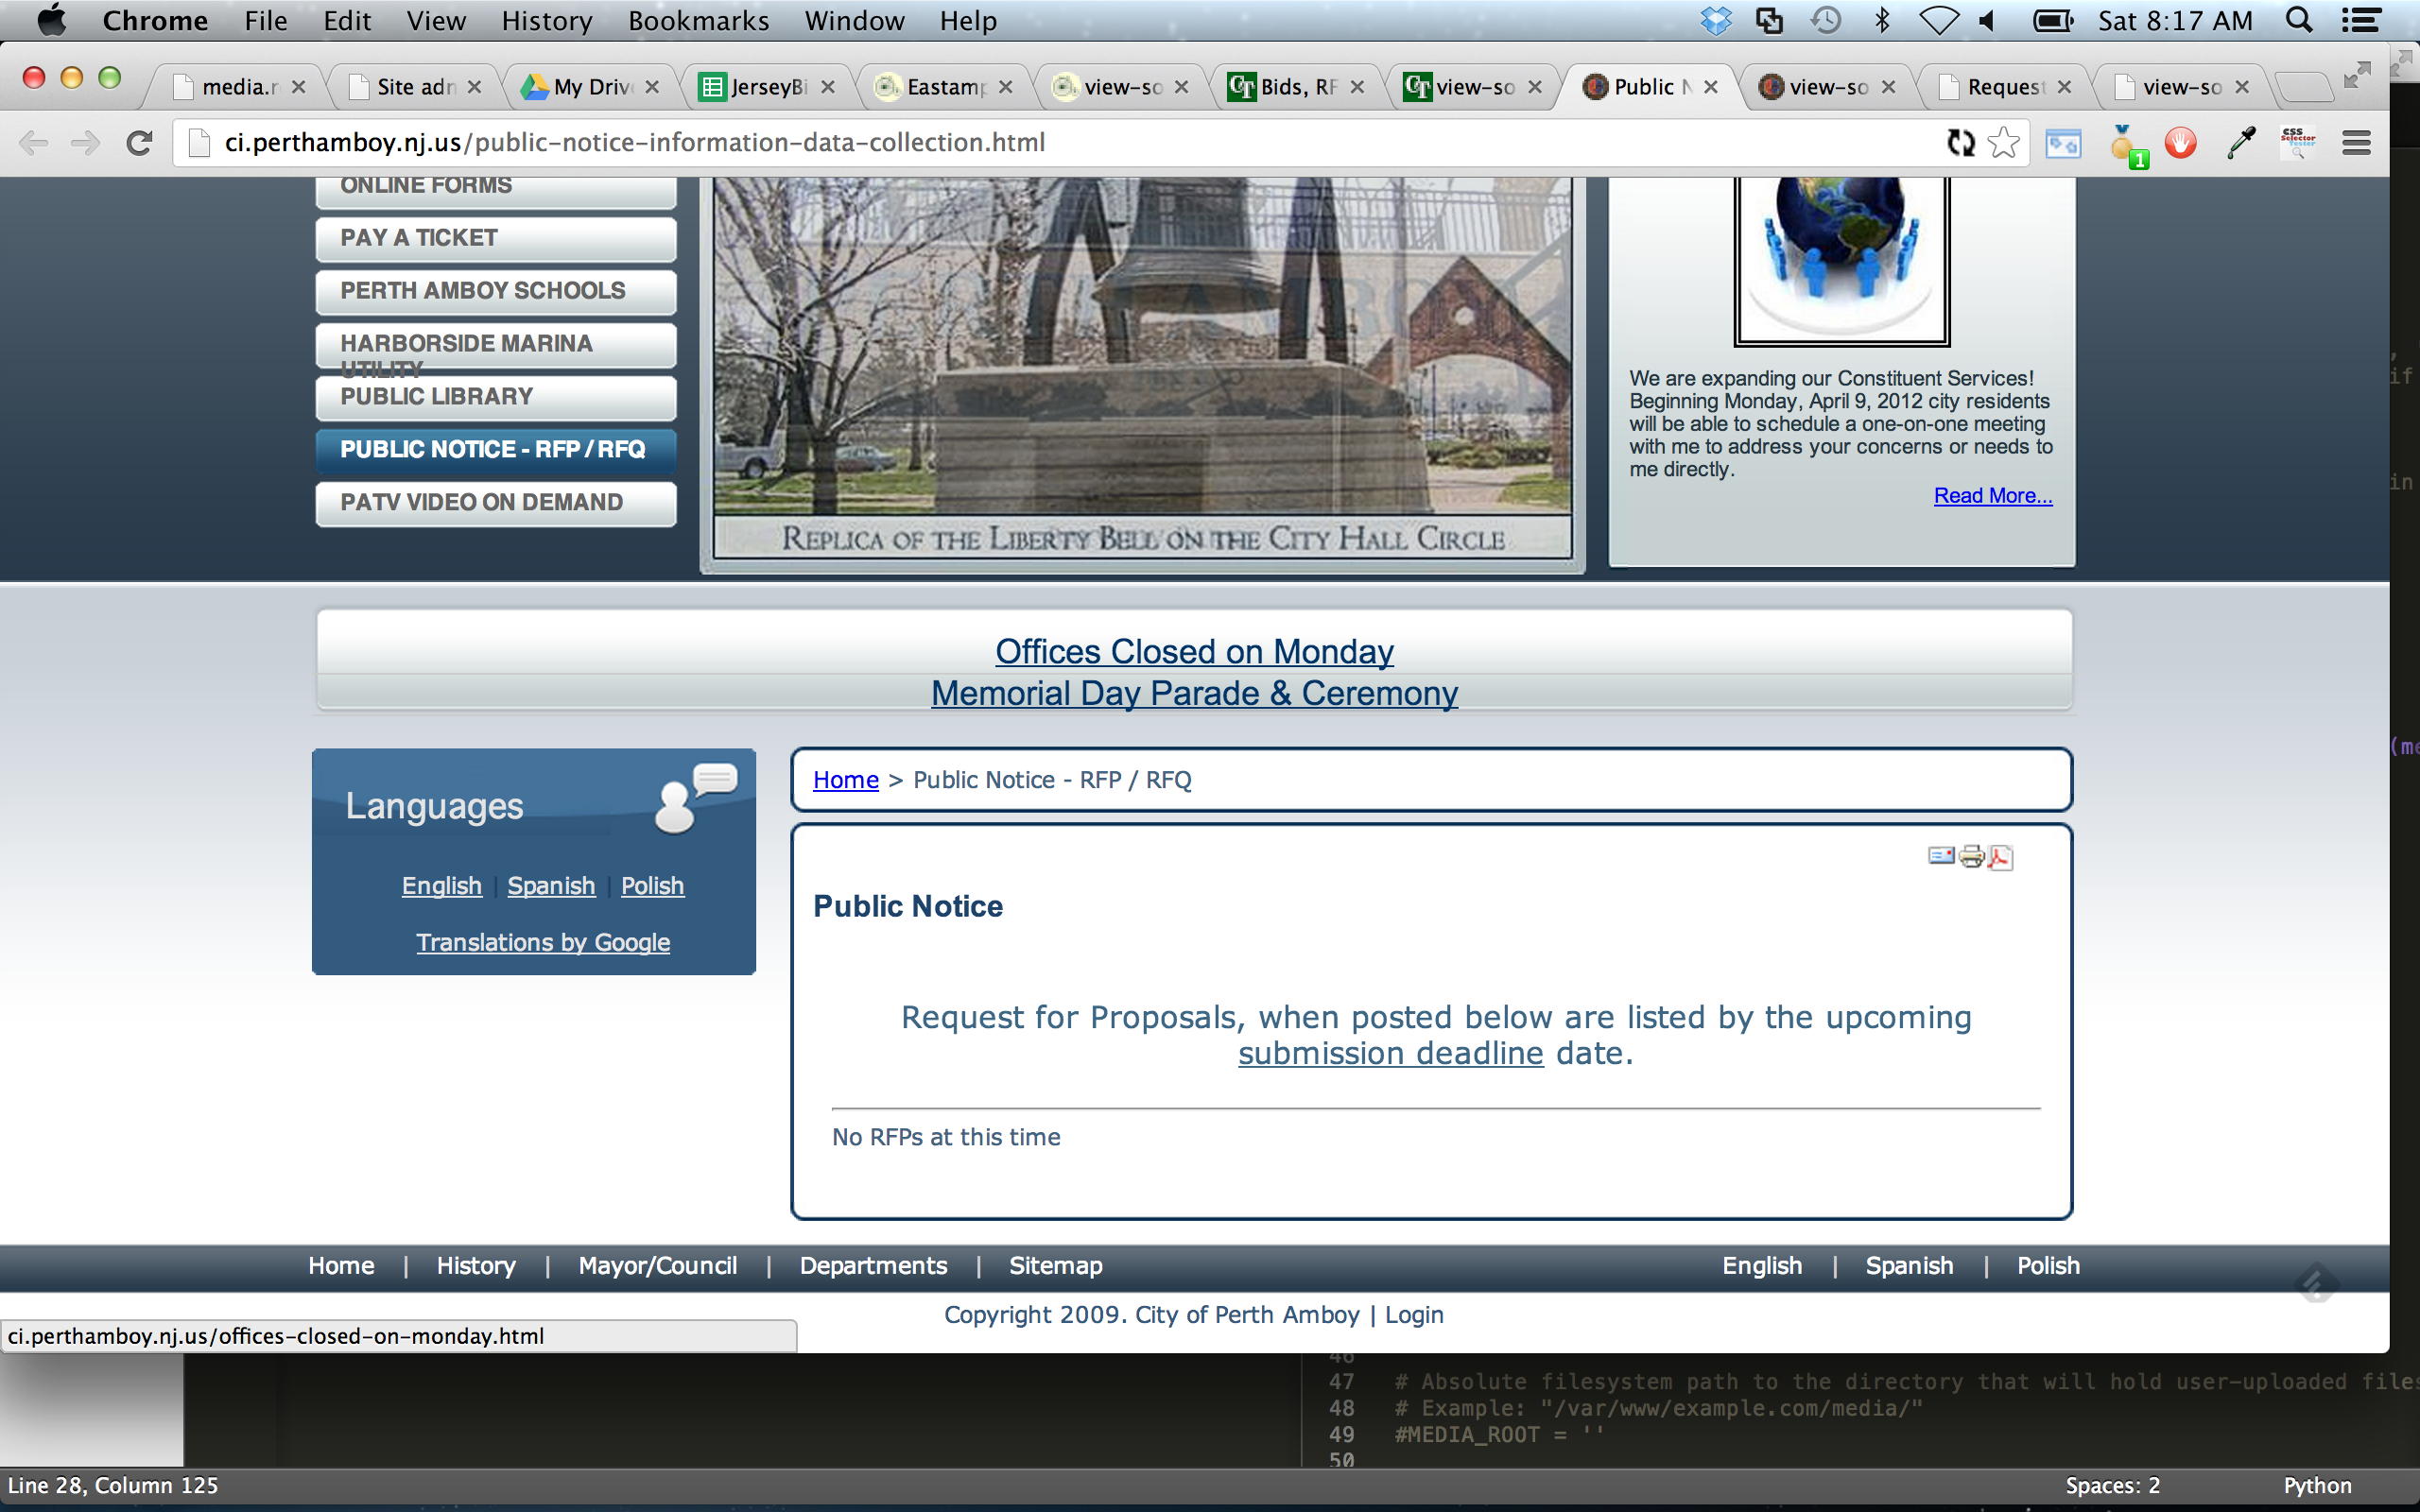 Chrome File Edit View History Bookmarks Window Help Sat 8:17 AM
media.r Site adr My Driv JerseyBi Eastamp view-so Bids, RF view-so Public N view-so Request view-so
ci.perthamboy.nj.us/public-notice-information-data-collection.html
1
CSS
Selector
Tester
ONLINE FORMS
PAY A TICKET
PERTH AMBOY SCHOOLS
HARBORSIDE MARINA
UTILITY
PUBLIC LIBRARY
PUBLIC NOTICE - RFP / RFQ
PATV VIDEO ON DEMAND
REPLICA OF THE LIBERTY BELL ON THE CITY HALL CIRCLE
We are expanding our Constituent Services!
Beginning Monday, April 9, 2012 city residents
will be able to schedule a one-on-one meeting
with me to address your concerns or needs to
me directly.
Read More...
if
in
(me
Offices Closed on Monday
Memorial Day Parade & Ceremony
Languages
English | Spanish | Polish
Translations by Google
Home > Public Notice - RFP / RFQ
Public Notice
Request for Proposals, when posted below are listed by the upcoming
submission deadline date.
No RFPs at this time
Home | History | Mayor/Council | Departments | Sitemap English | Spanish | Polish
Copyright 2009. City of Perth Amboy | Login
ci.perthamboy.nj.us/offices-closed-on-monday.html
46
47 # Absolute filesystem path to the directory that will hold user-uploaded files
48 # Example: "/var/www/example.com/media/"
49 #MEDIA_ROOT = ''
50
Line 28, Column 125 Spaces: 2 Python